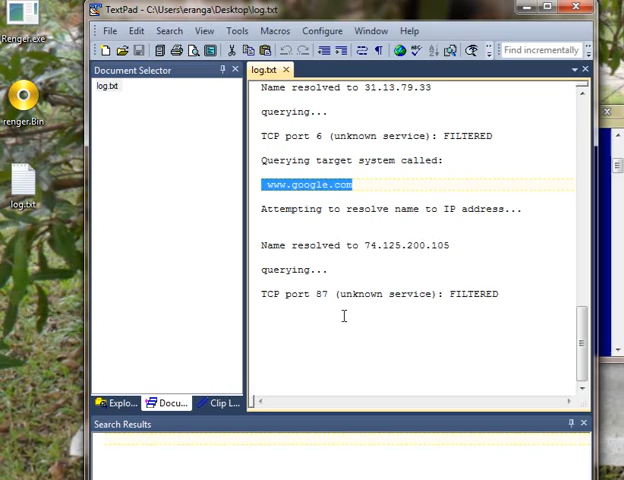 Renger.exe
renger.Bin
log.txt
TextPad - C:\Users\eranga\Desktop\log.txt
File Edit Search View Tools Macros Configure Window Help
Find incrementally
Document Selector
log.txt
log.txt
Name resolved to 31.13.79.33
querying...
TCP port 6 (unknown service): FILTERED
Querying target system called:
www.google.com
Attempting to resolve name to IP address...
Name resolved to 74.125.200.105
querying...
TCP port 87 (unknown service): FILTERED
Explo... Docu... Clip L...
Search Results